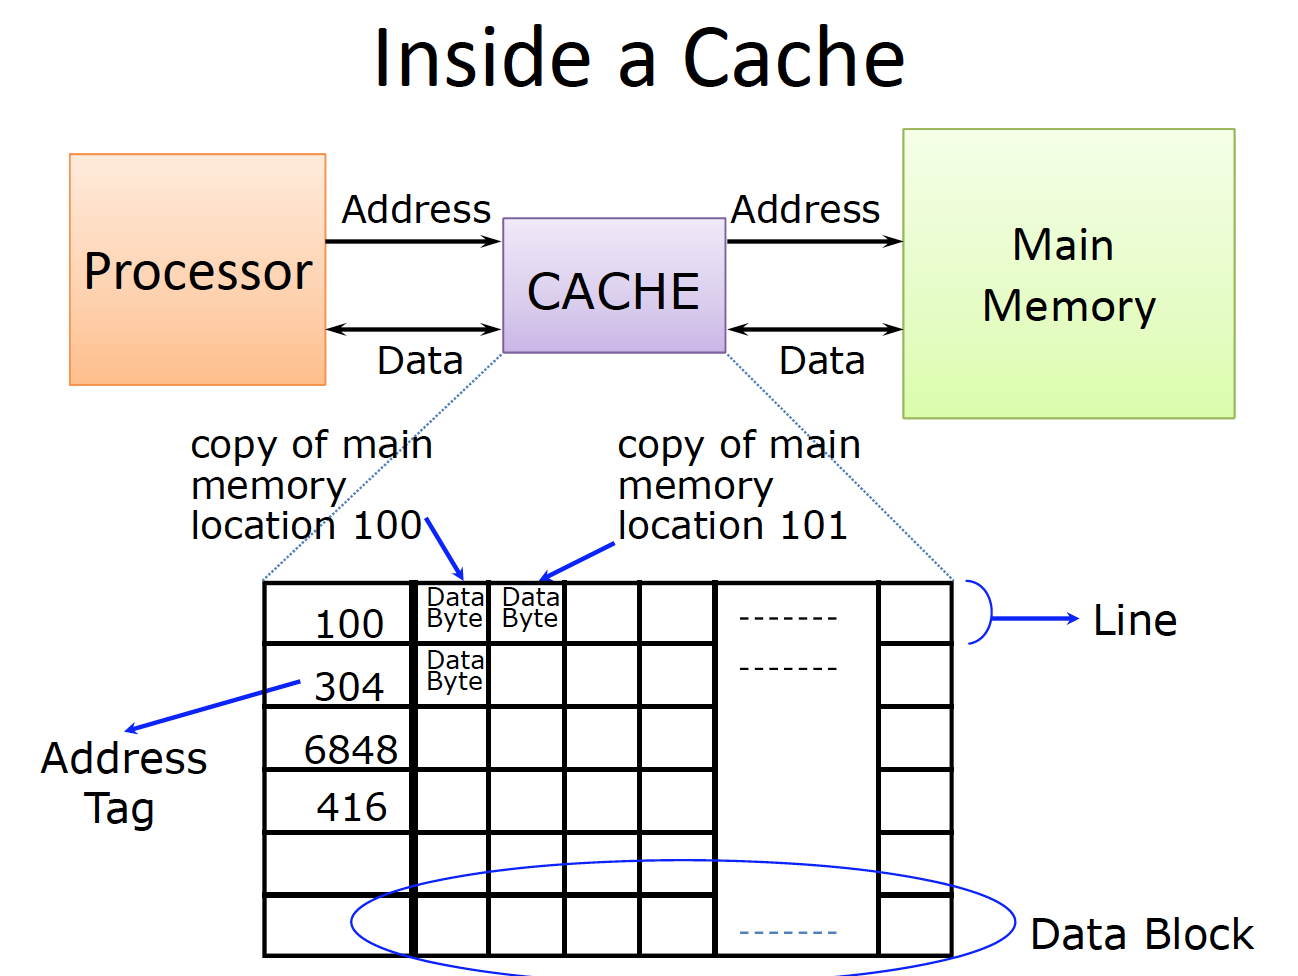 Inside a Cache
Processor
Address
CACHE
Address
Main
Memory
Data
Data
copy of main
memory
location 100
copy of main
memory
location 101
100
Data
Byte
Data
Byte
-------
Line
304
Data
Byte
-------
6848
416
Address
Tag
-------
Data Block